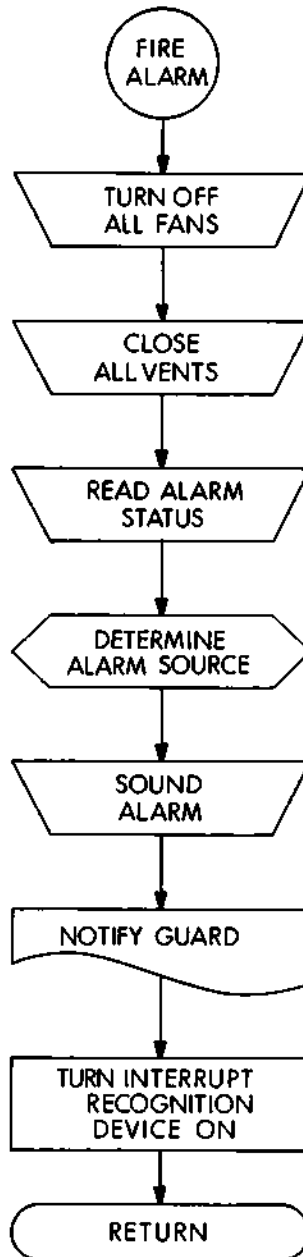 FIRE
ALARM
TURN OFF
ALL FANS
CLOSE
ALL VENTS
READ ALARM
STATUS
DETERMINE
ALARM SOURCE
SOUND
ALARM
NOTIFY GUARD
TURN INTERRUPT
RECOGNITION
DEVICE ON
RETURN